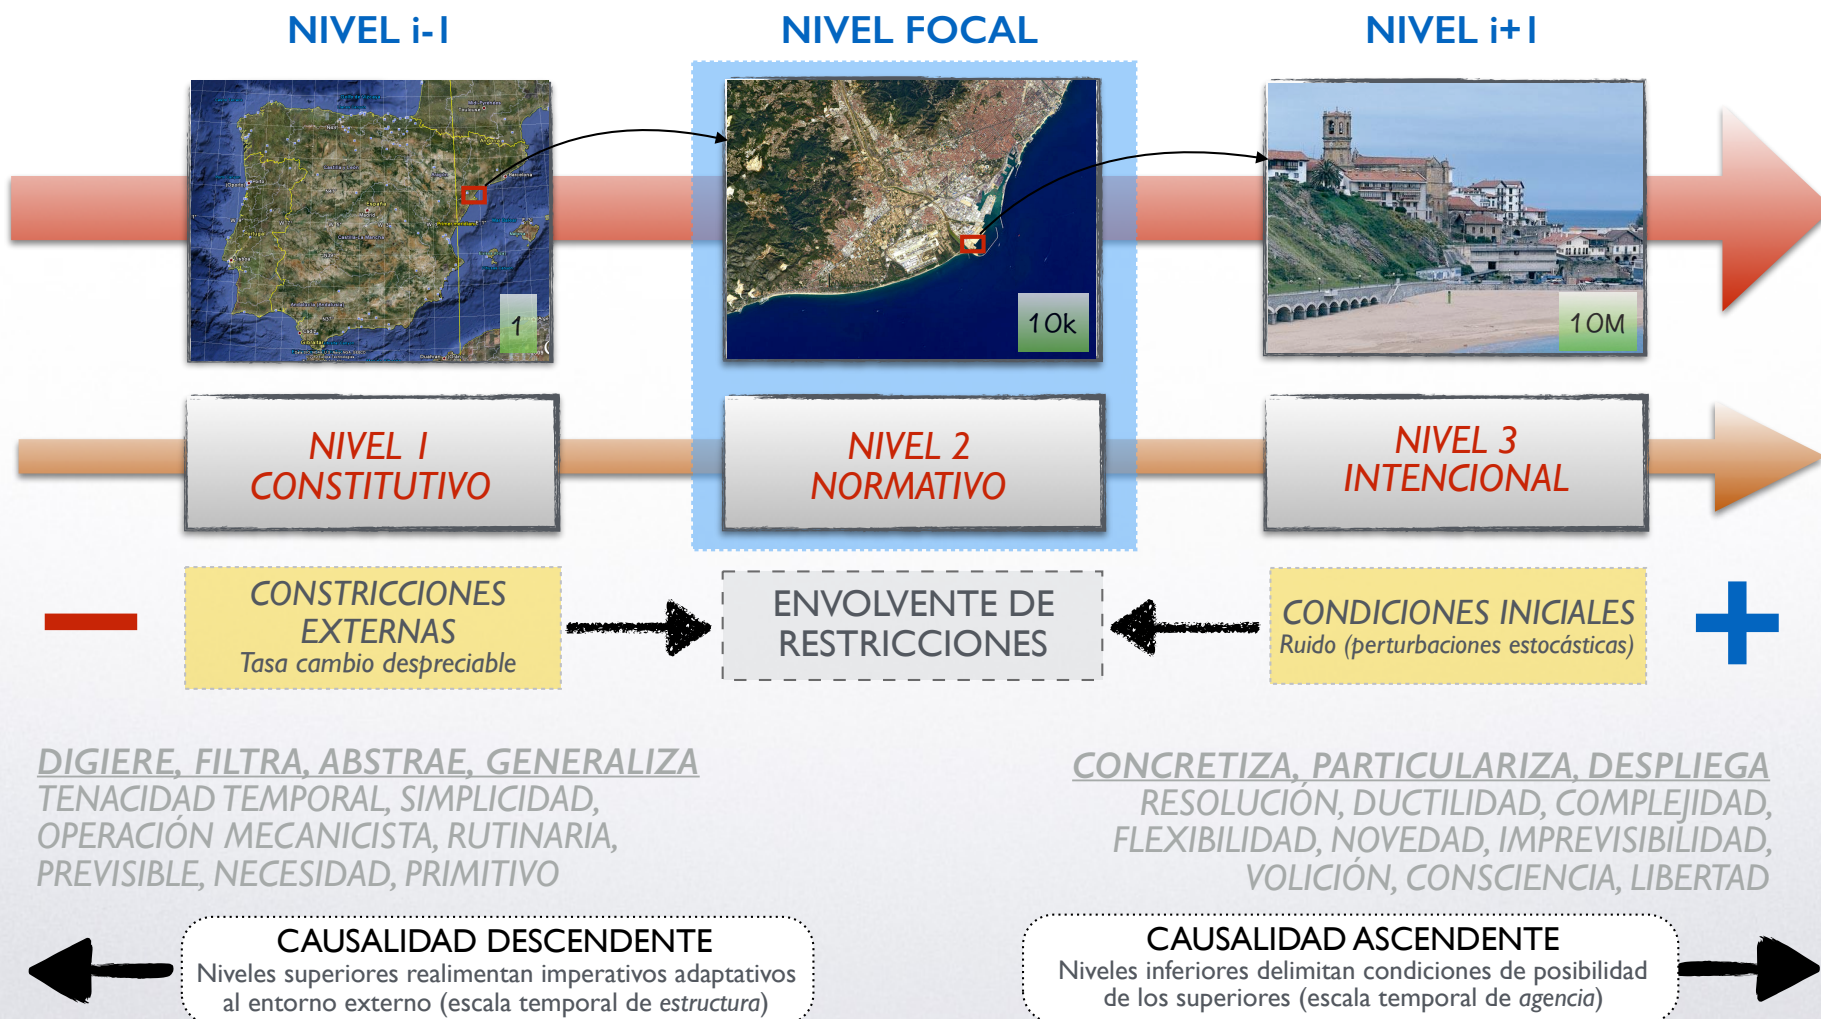 NIVEL i-1
NIVEL FOCAL
NIVEL i+1
1
10k
10M
NIVEL 1
CONSTITUTIVO
NIVEL 2
NORMATIVO
NIVEL 3
INTENCIONAL
CONSTRICCIONES
EXTERNAS
Tasa cambio despreciable
ENVOLVENTE DE
RESTRICCIONES
CONDICIONES INICIALES
Ruido (perturbaciones estocásticas)
DIGIERE, FILTRA, ABSTRAE, GENERALIZA
TENACIDAD TEMPORAL, SIMPLICIDAD,
OPERACIÓN MECANICISTA, RUTINARIA,
PREVISIBLE, NECESIDAD, PRIMITIVO
CONCRETIZA, PARTICULARIZA, DESPLIEGA
RESOLUCIÓN, DUCTILIDAD, COMPLEJIDAD,
FLEXIBILIDAD, NOVEDAD, IMPREVISIBILIDAD,
VOLICIÓN, CONSCIENCIA, LIBERTAD
CAUSALIDAD DESCENDENTE
Niveles superiores realimentan imperativos adaptativos
al entorno externo (escala temporal de estructura)
CAUSALIDAD ASCENDENTE
Niveles inferiores delimitan condiciones de posibilidad
de los superiores (escala temporal de agencia)